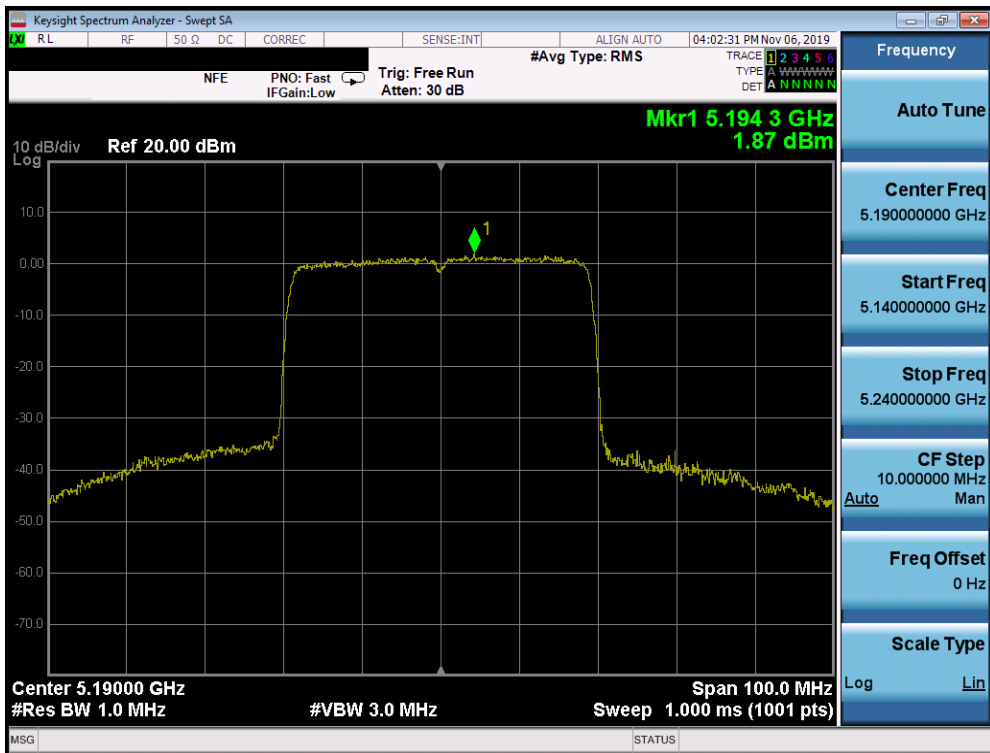 Keysight Spectrum Analyzer - Swept SA
LXI RL RF 50 Ω DC CORREC SENSE:INT ALIGN AUTO 04:02:31 PM Nov 06, 2019
NFE PNO: Fast Trig: Free Run #Avg Type: RMS TRACE 1 2 3 4 5 6
IFGain:Low Atten: 30 dB TYPE A WWWWW
DET A N N N N N
Mkr1 5.194 3 GHz
1.87 dBm
10 dB/div Ref 20.00 dBm
Log
10.0
1
0.00
-10.0
-20.0
-30.0
-40.0
-50.0
-60.0
-70.0
Center 5.19000 GHz Span 100.0 MHz
#Res BW 1.0 MHz #VBW 3.0 MHz Sweep 1.000 ms (1001 pts)
MSG STATUS
Frequency
Auto Tune
Center Freq
5.190000000 GHz
Start Freq
5.140000000 GHz
Stop Freq
5.240000000 GHz
CF Step
10.000000 MHz
Auto Man
Freq Offset
0 Hz
Scale Type
Log Lin